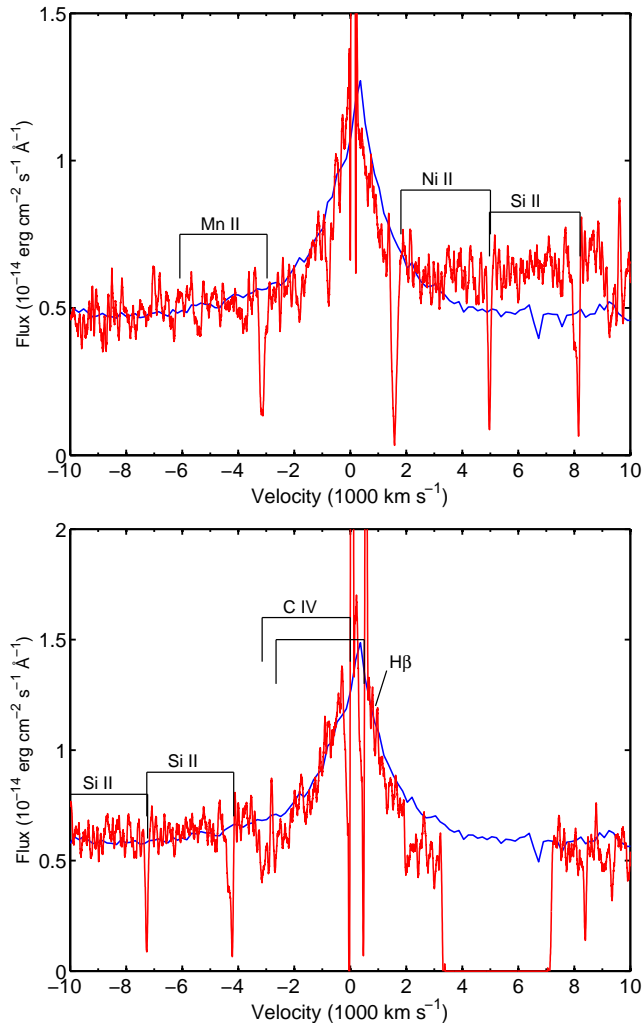 1.5
1
0.5
0
Flux (10⁻¹⁴ erg cm⁻² s⁻¹ Å⁻¹)
Mn II
Ni II
Si II
−10 −8 −6 −4 −2 0 2 4 6 8 10
Velocity (1000 km s⁻¹)
2
1.5
1
0.5
0
Flux (10⁻¹⁴ erg cm⁻² s⁻¹ Å⁻¹)
C IV
Hβ
Si II
Si II
−10 −8 −6 −4 −2 0 2 4 6 8 10
Velocity (1000 km s⁻¹)